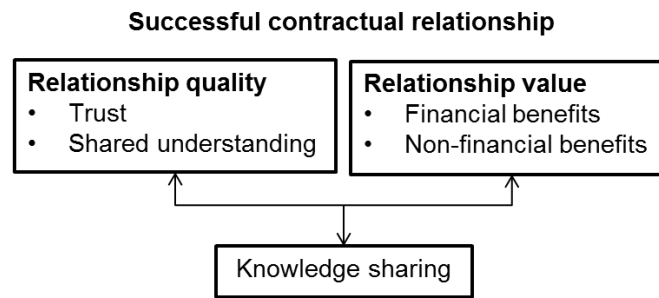 Successful contractual relationship
Relationship quality
• Trust
• Shared understanding
Relationship value
• Financial benefits
• Non-financial benefits
Knowledge sharing